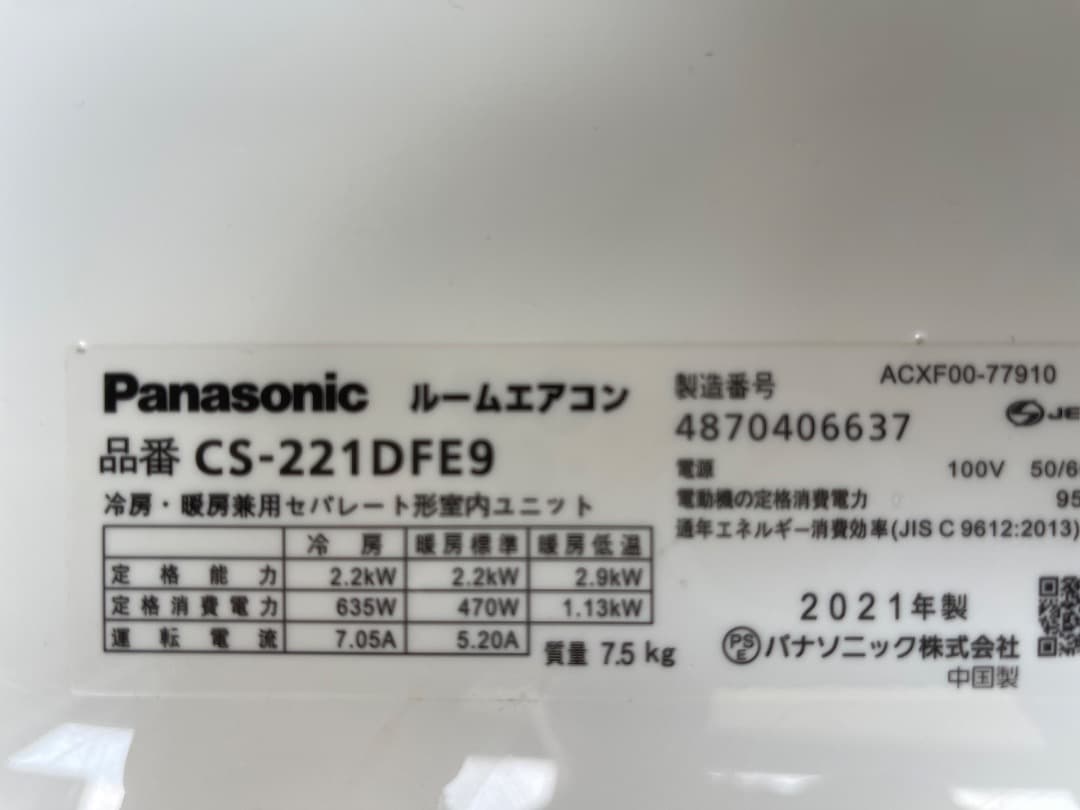 Panasonic ルームエアコン
品番 CS-221DFE9
冷房・暖房兼用セパレート形室内ユニット
冷房 暖房標準 暖房低温
定格能力 2.2kW 2.2kW 2.9kW
定格消費電力 635W 470W 1.13kW
運転電流 7.05A 5.20A
質量 7.5 kg
製造番号 ACXF00-77910
4870406637
JE
電源 100V 50/6
電動機の定格消費電力 95
通年エネルギー消費効率(JIS C 9612:2013)
2021年製
PSE パナソニック株式会社
中国製